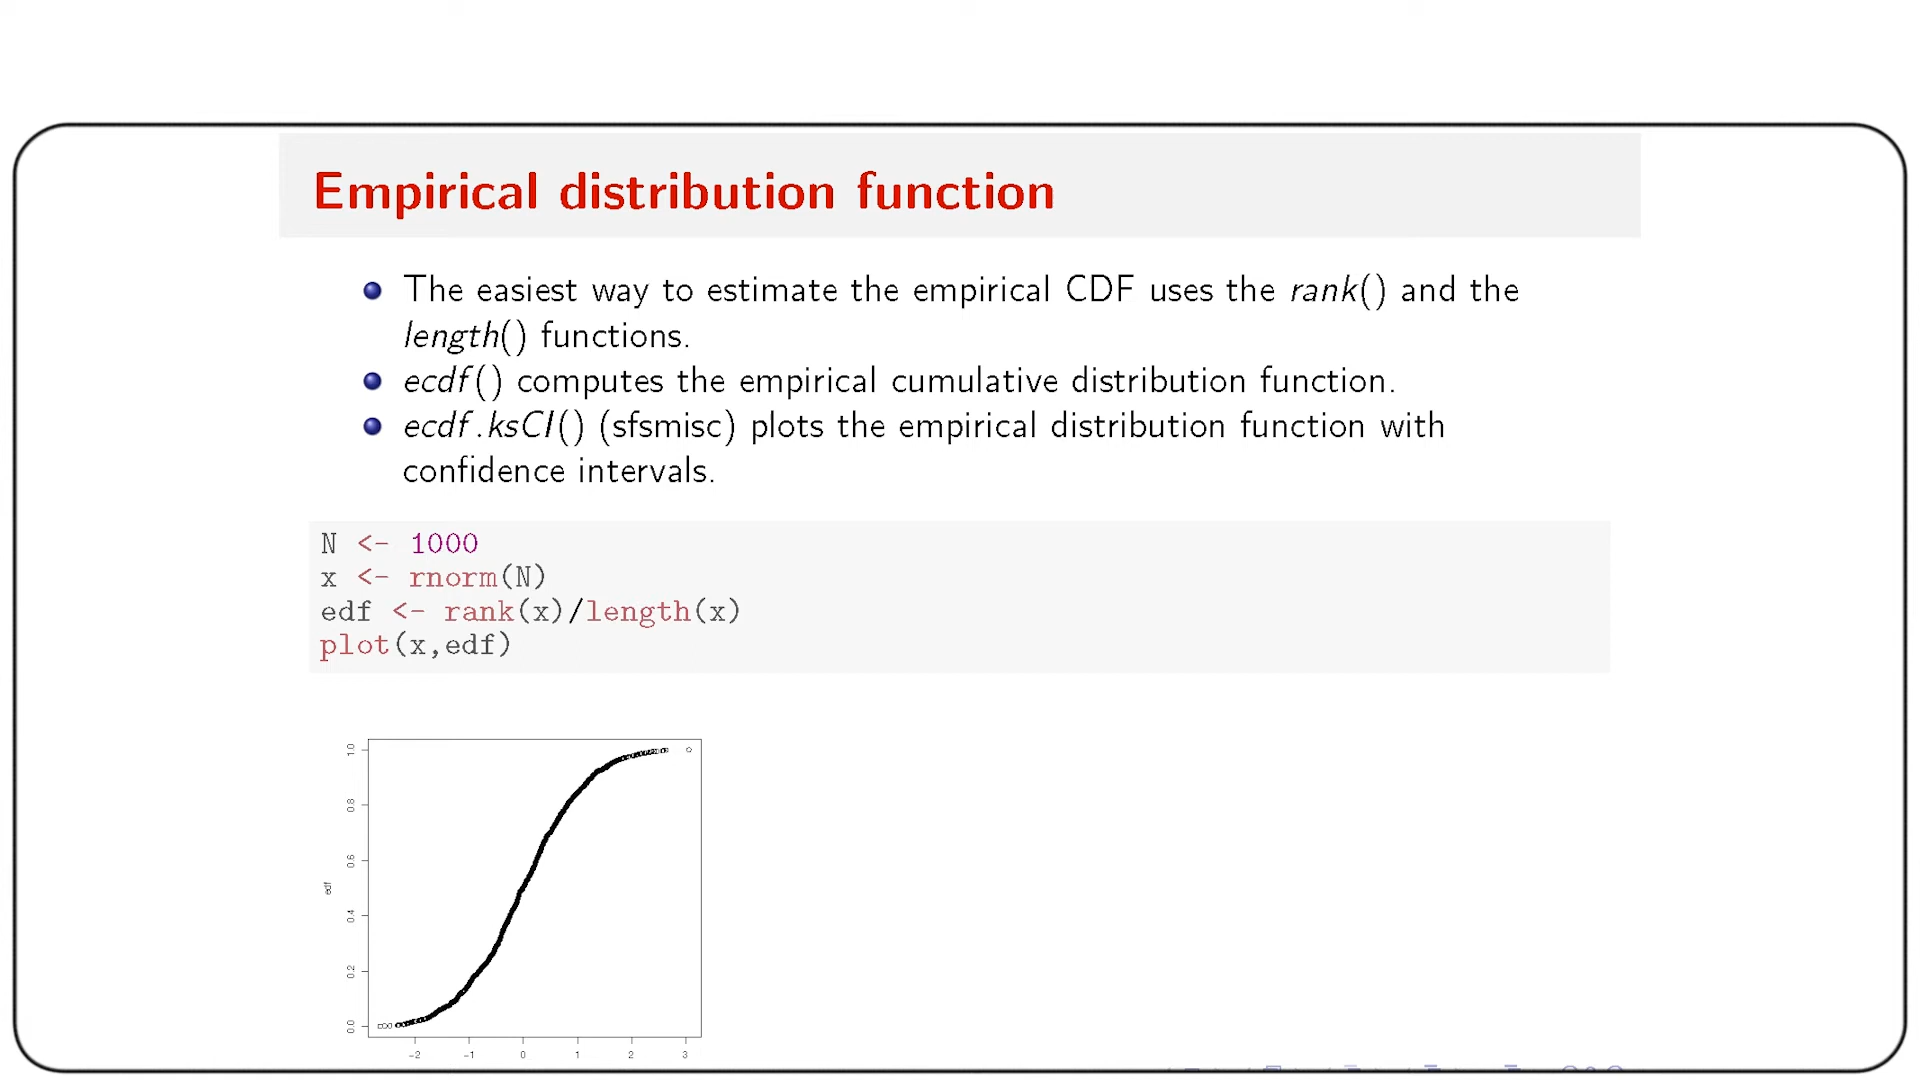 Empirical distribution function
The easiest way to estimate the empirical CDF uses the rank() and the
length() functions.
ecdf() computes the empirical cumulative distribution function.
ecdf.ksCI() (sfsmisc) plots the empirical distribution function with
confidence intervals.
N <- 1000
x <- rnorm(N)
edf <- rank(x)/length(x)
plot(x,edf)
1.0
0.8
0.6
edf
0.4
0.2
0.0
-2 -1 0 1 2 3